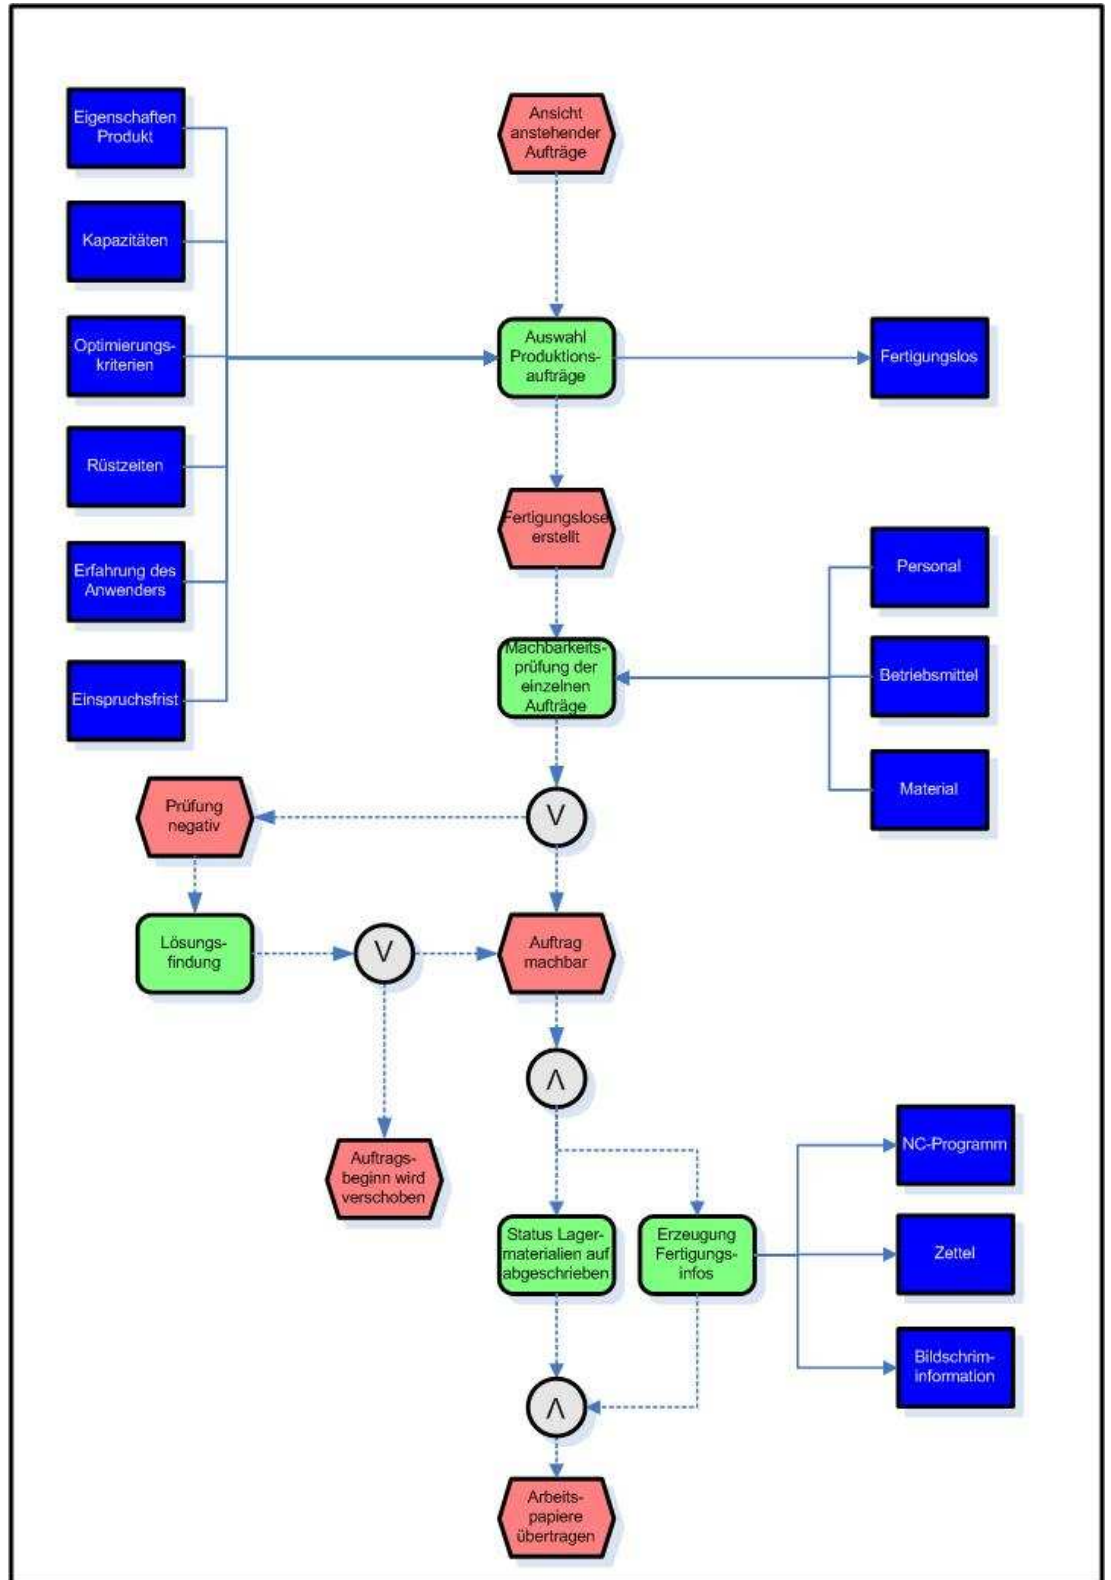 Eigenschaften
Produkt
Ansicht
anstehender
Aufträge
Kapazitäten
Optimierungs-
kriterien
Auswahl
Produktions-
aufträge
Fertigungslos
Rüstzeiten
Fertigungslose
erstellt
Erfahrung des
Anwenders
Personal
Einspruchsfrist
Machbarkeits-
prüfung der
einzelnen
Aufträge
Betriebsmittel
Material
Prüfung
negativ
V
Lösungs-
findung
V
Auftrag
machbar
Λ
Auftrags-
beginn wird
verschoben
NC-Programm
Status Lager-
materialien auf
abgeschrieben
Erzeugung
Fertigungs-
infos
Zettel
Bildschrim-
information
Λ
Arbeits-
papiere
übertragen